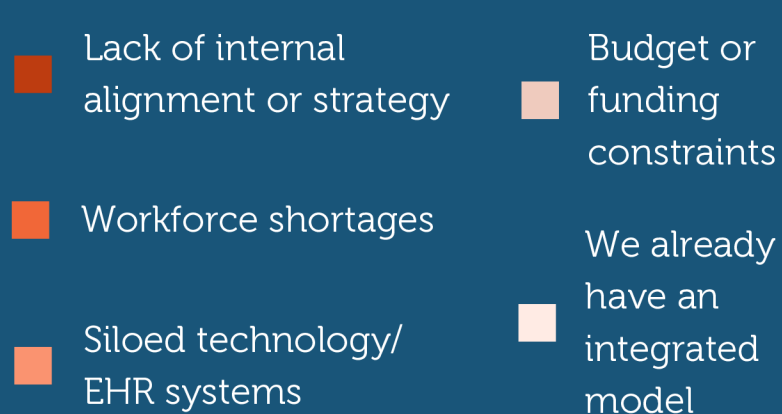 Lack of internal
alignment or strategy
Workforce shortages
Siloed technology/
EHR systems
Budget or
funding
constraints
We already
have an
integrated
model